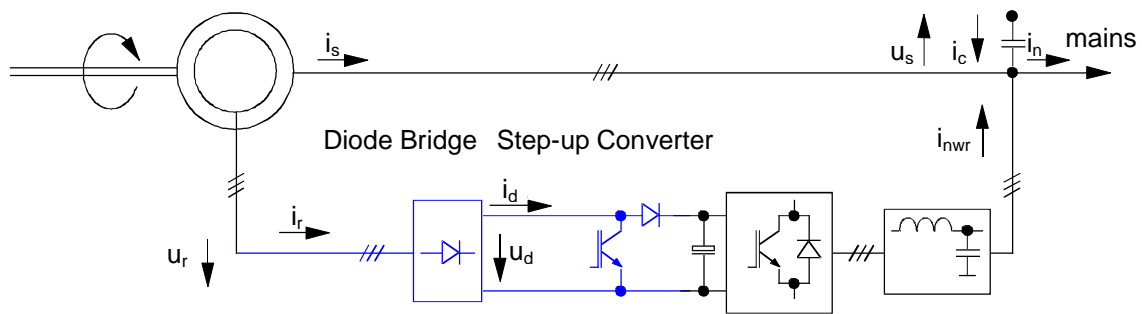 i_s
u_s
i_c
i_n
mains
Diode Bridge Step-up Converter
i_nwr
i_r
i_d
u_r
u_d